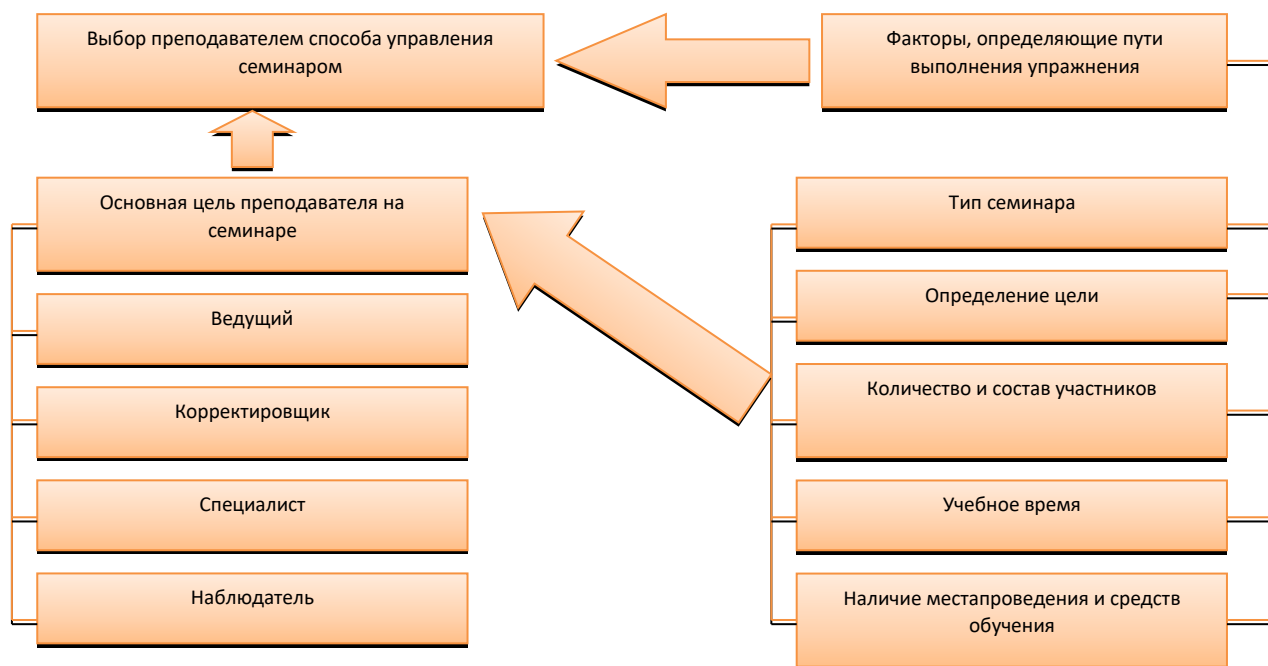 Выбор преподавателем способа управления
семинаром
Факторы, определяющие пути
выполнения упражнения
Основная цель преподавателя на
семинаре
Ведущий
Корректировщик
Специалист
Наблюдатель
Тип семинара
Определение цели
Количество и состав участников
Учебное время
Наличие местапроведения и средств
обучения